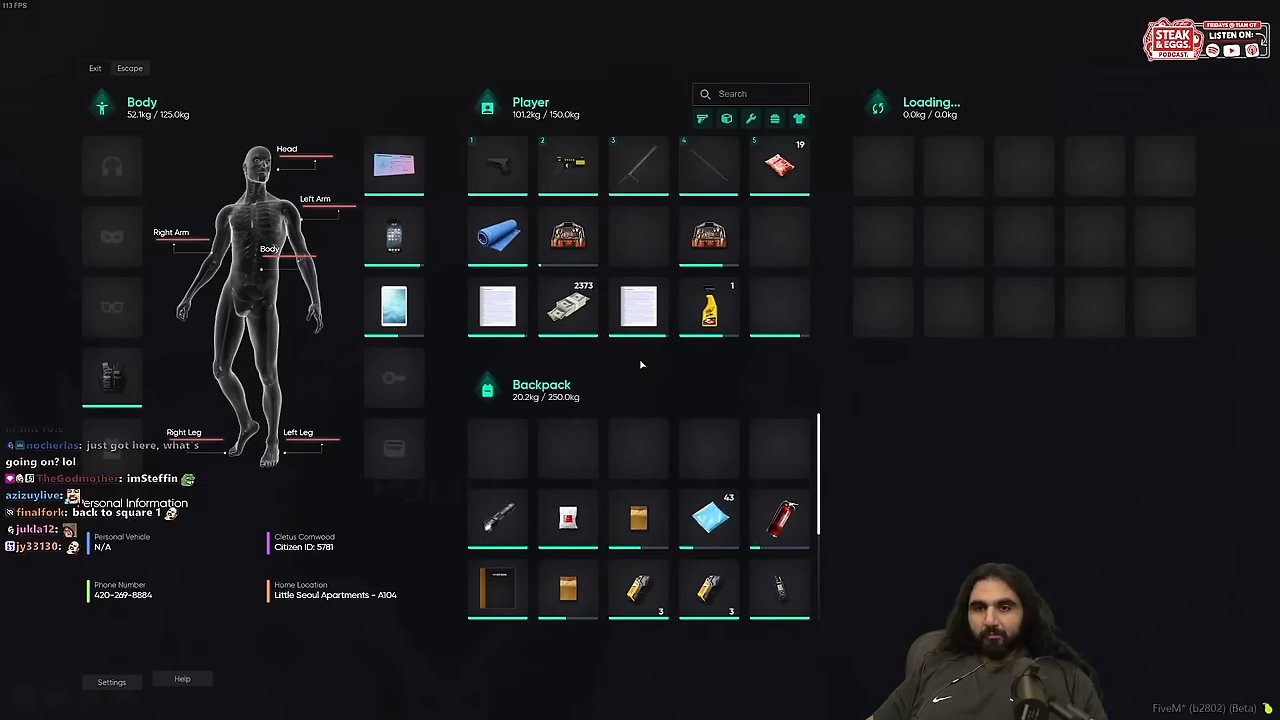 113 FPS
STEAK
& EGGS.
PODCAST.
FRIDAYS @ 11AM CT
LISTEN ON:
Exit
Escape
Body
52.1kg / 125.0kg
Player
101.2kg / 150.0kg
Search
Loading...
0.0kg / 0.0kg
1
2
3
4
5
19
Head
Left Arm
Right Arm
Body
2373
1
Backpack
20.2kg / 250.0kg
Right Leg
Left Leg
nocherlas: just got here, what's
going on? lol
TheGodmother: imSteffin
azizuylive:
ersonal Information
finalfork: back to square 1
jukla12:
jy33130:
43
Personal Vehicle
N/A
Cletus Cornwood
Citizen ID: 5781
Phone Number
420-269-8884
Home Location
Little Seoul Apartments - A104
3
3
Settings
Help
FiveM* (b2802) (Beta)